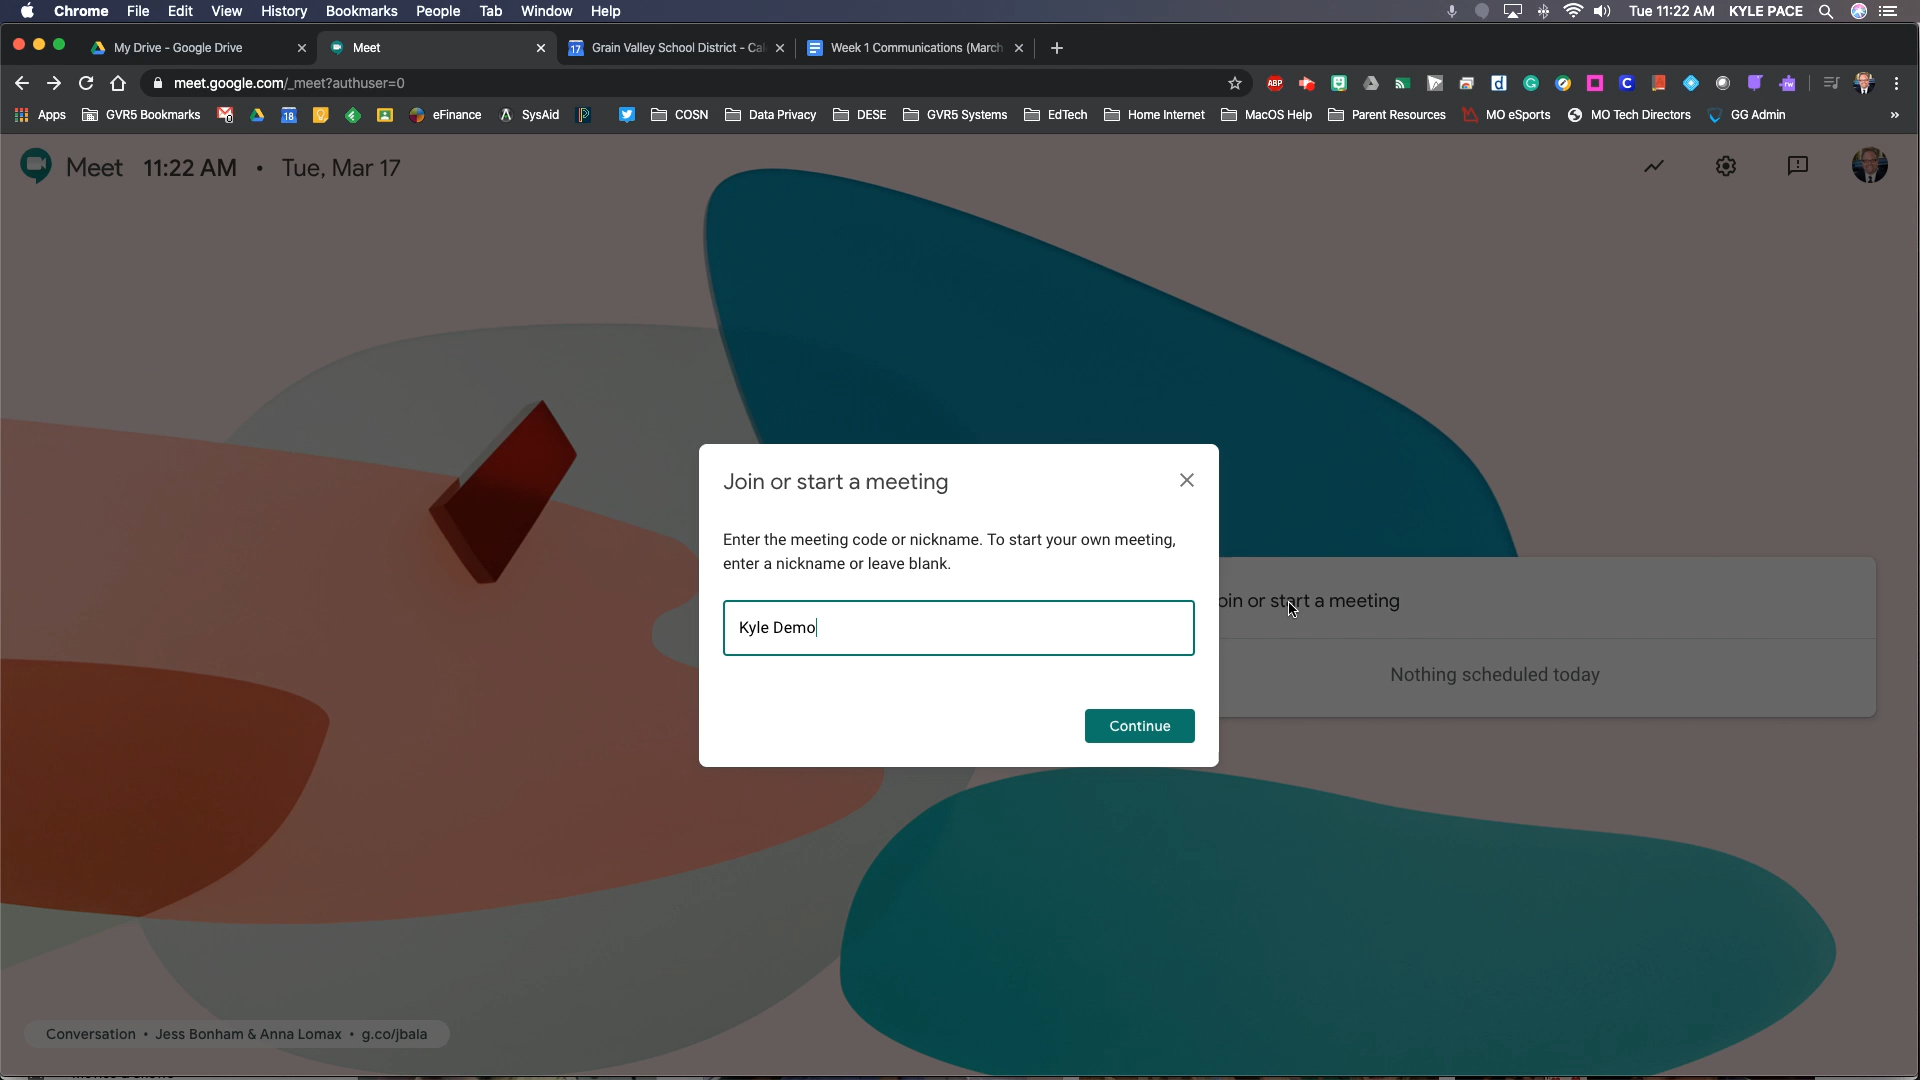 Chrome File Edit View History Bookmarks People Tab Window Help Tue 11:22 AM KYLE PACE
My Drive - Google Drive Meet 17 Grain Valley School District - Cal Week 1 Communications (March
meet.google.com/_meet?authuser=0 ABP
Apps GVR5 Bookmarks 18 eFinance SysAid COSN Data Privacy DESE GVR5 Systems EdTech Home Internet MacOS Help Parent Resources MO eSports MO Tech Directors GG Admin »
Meet 11:22 AM • Tue, Mar 17
Join or start a meeting
Enter the meeting code or nickname. To start your own meeting,
enter a nickname or leave blank.
Kyle Demo
Continue
oin or start a meeting
Nothing scheduled today
Conversation • Jess Bonham & Anna Lomax • g.co/jbala